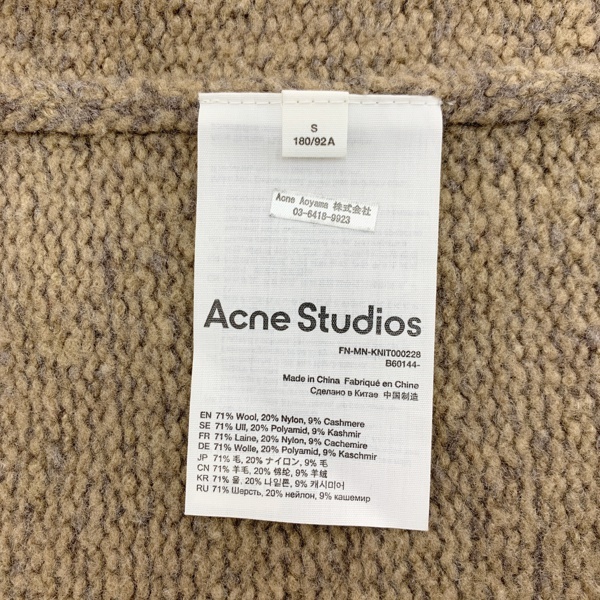 S
180/92A
Acne Aoyama 株式会社
03-6418-9923
Acne Studios
FN-MN-KNIT000228
B60144-
Made in China Fabriqué en Chine
Сделано в Китае 中国制造
EN 71% Wool, 20% Nylon, 9% Cashmere
SE 71% Ull, 20% Polyamid, 9% Kashmir
FR 71% Laine, 20% Nylon, 9% Cachemire
DE 71% Wolle, 20% Polyamid, 9% Kaschmir
JP 71% 毛, 20% ナイロン, 9% 毛
CN 71% 羊毛, 20% 锦纶, 9% 羊绒
KR 71% 울, 20% 나일론, 9% 캐시미어
RU 71% Шерсть, 20% нейлон, 9% кашемир